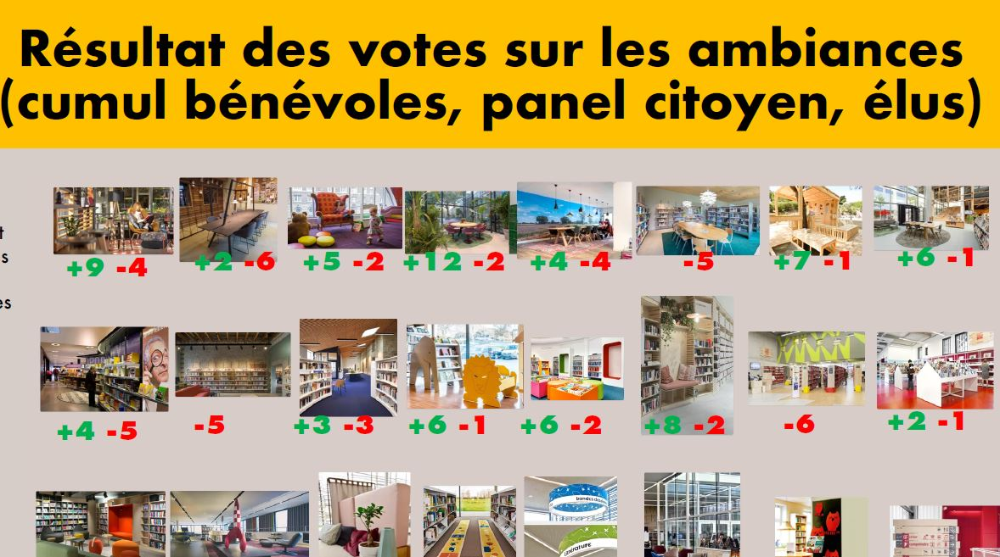 Résultat des votes sur les ambiances
(cumul bénévoles, panel citoyen, élus)
t
s
es
+9 -4
+2 -6
+5 -2
+12 -2
+4 -4
-5
+7 -1
+6 -1
+4 -5
-5
+3 -3
+6 -1
+6 -2
+8 -2
-6
+2 -1
Littérature